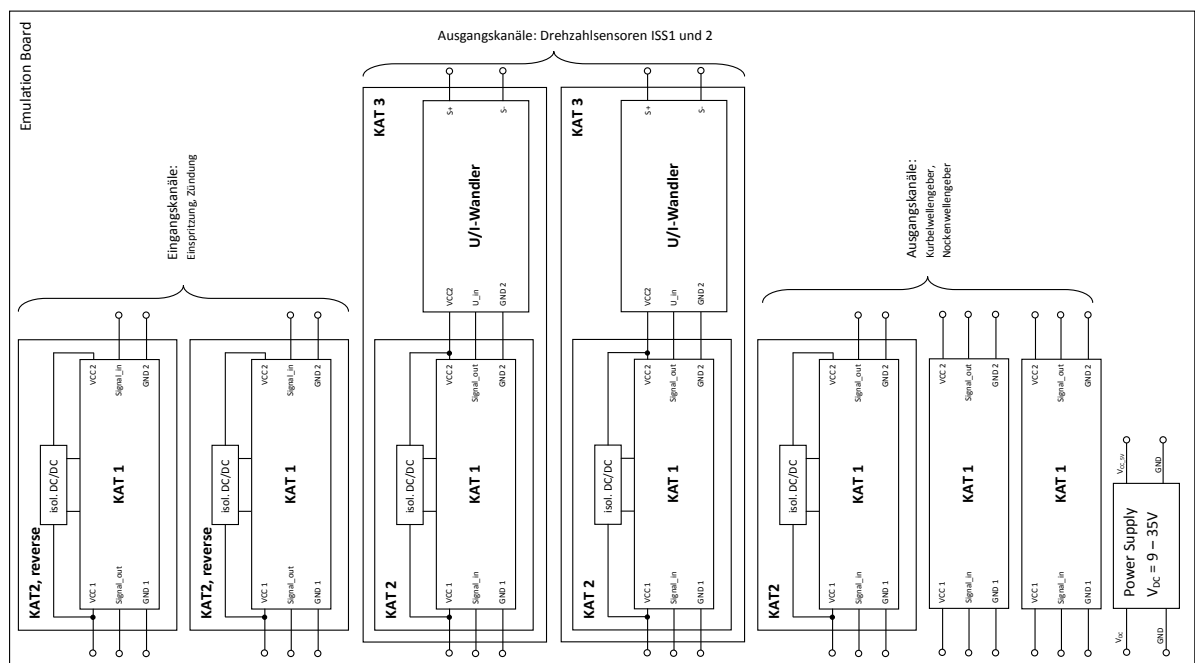 Emulation Board
Eingangskanäle:
Einspritzung, Zündung
Ausgangskanäle: Drehzahlsensoren ISS1 und 2
Ausgangskanäle:
Kurbelwellengeber,
Nockenwellengeber
KAT2, reverse
isol. DC/DC
KAT 1
VCC 1
Signal_out
GND 1
VCC 2
Signal_in
GND 2
KAT2, reverse
isol. DC/DC
KAT 1
VCC 1
Signal_out
GND 1
VCC 2
Signal_in
GND 2
KAT 3
U/I-Wandler
S+
S-
VCC2
U_in
GND 2
KAT 2
isol. DC/DC
KAT 1
VCC 1
Signal_in
GND 1
VCC 2
Signal_out
GND 2
KAT 3
U/I-Wandler
S+
S-
VCC2
U_in
GND 2
KAT 2
isol. DC/DC
KAT 1
VCC 1
Signal_in
GND 1
VCC 2
Signal_out
GND 2
KAT2
isol. DC/DC
KAT 1
VCC 1
Signal_in
GND 1
VCC 2
Signal_out
GND 2
KAT 1
VCC 1
Signal_in
GND 1
VCC 2
Signal_out
GND 2
KAT 1
VCC 1
Signal_in
GND 1
VCC 2
Signal_out
GND 2
Power Supply
VDC = 9 – 35V
VDC
GND
VCC_5V
GND